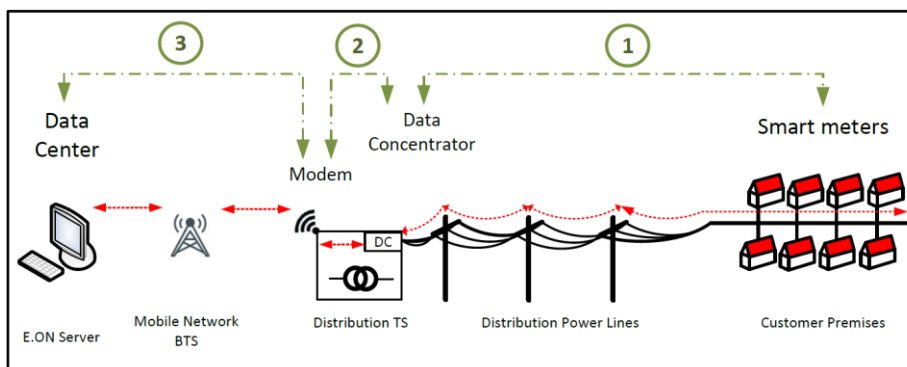 3
2
1
Data
Center
Data
Concentrator
Smart meters
Modem
DC
E.ON Server
Mobile Network
BTS
Distribution TS
Distribution Power Lines
Customer Premises